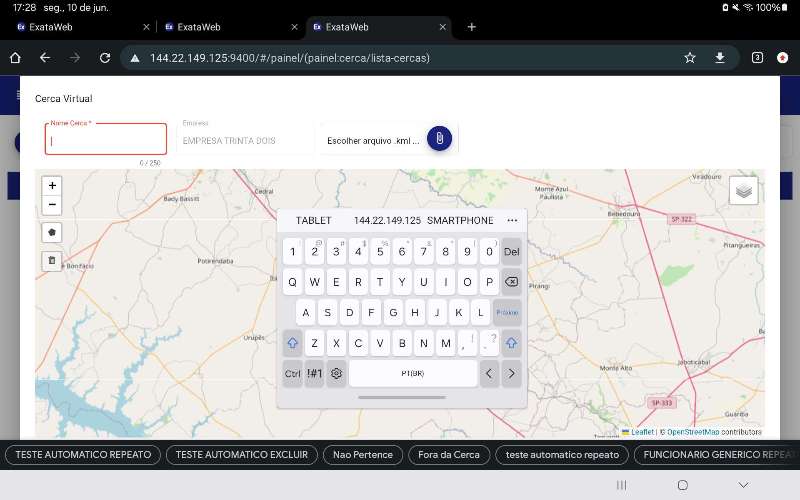 17:28 seg., 10 de jun. 100%
ExataWeb ExataWeb ExataWeb
144.22.149.125:9400/#/painel/(painel:cerca/lista-cercas) 3
Cerca Virtual
Nome Cerca * Empresa
EMPRESA TRINTA DOIS Escolher arquivo .kml ...
0 / 250
+
−
Bady Bassitt
Cedral
Monte Azul Paulista
Viradouro
Bebedouro
SP-322
Pitangueiras
e Bonifácio
Potirendaba
Pirangi
Urupês
Monte Alto
Jaboticabal
SP-333
Guariba
TABLET 144.22.149.125 SMARTPHONE ...
1 2 3 4 5 6 7 8 9 0 Del
Q W E R T Y U I O P
A S D F G H J K L Próximo
Z X C V B N M , ! . ?
Ctrl !#1 PT(BR) < >
Leaflet | © OpenStreetMap contributors
TESTE AUTOMATICO REPEATO TESTE AUTOMATICO EXCLUIR Nao Pertence Fora da Cerca teste automatico repeato FUNCIONARIO GENERICO REPEAT